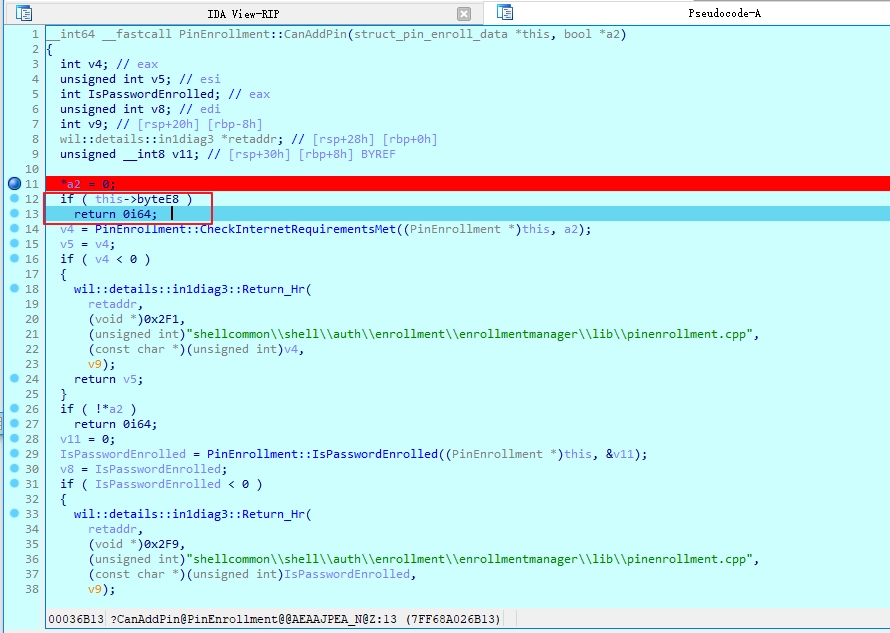 IDA View-RIP
Pseudocode-A
1 __int64 __fastcall PinEnrollment::CanAddPin(struct_pin_enroll_data *this, bool *a2)
2 {
3 int v4; // eax
4 unsigned int v5; // esi
5 int IsPasswordEnrolled; // eax
6 unsigned int v8; // edi
7 int v9; // [rsp+20h] [rbp-8h]
8 wil::details::in1diag3 *retaddr; // [rsp+28h] [rbp+0h]
9 unsigned __int8 v11; // [rsp+30h] [rbp+8h] BYREF
10
11 *a2 = 0;
12 if ( this->byteE8 )
13 return 0i64;
14 v4 = PinEnrollment::CheckInternetRequirementsMet((PinEnrollment *)this, a2);
15 v5 = v4;
16 if ( v4 < 0 )
17 {
18 wil::details::in1diag3::Return_Hr(
19 retaddr,
20 (void *)0x2F1,
21 (unsigned int)"shellcommon\\shell\\auth\\enrollment\\enrollmentmanager\\lib\\pinenrollment.cpp",
22 (const char *)(unsigned int)v4,
23 v9);
24 return v5;
25 }
26 if ( !*a2 )
27 return 0i64;
28 v11 = 0;
29 IsPasswordEnrolled = PinEnrollment::IsPasswordEnrolled((PinEnrollment *)this, &v11);
30 v8 = IsPasswordEnrolled;
31 if ( IsPasswordEnrolled < 0 )
32 {
33 wil::details::in1diag3::Return_Hr(
34 retaddr,
35 (void *)0x2F9,
36 (unsigned int)"shellcommon\\shell\\auth\\enrollment\\enrollmentmanager\\lib\\pinenrollment.cpp",
37 (const char *)(unsigned int)IsPasswordEnrolled,
38 v9);
00036B13 ?CanAddPin@PinEnrollment@@AEAAJPEA_N@Z:13 (7FF68A026B13)